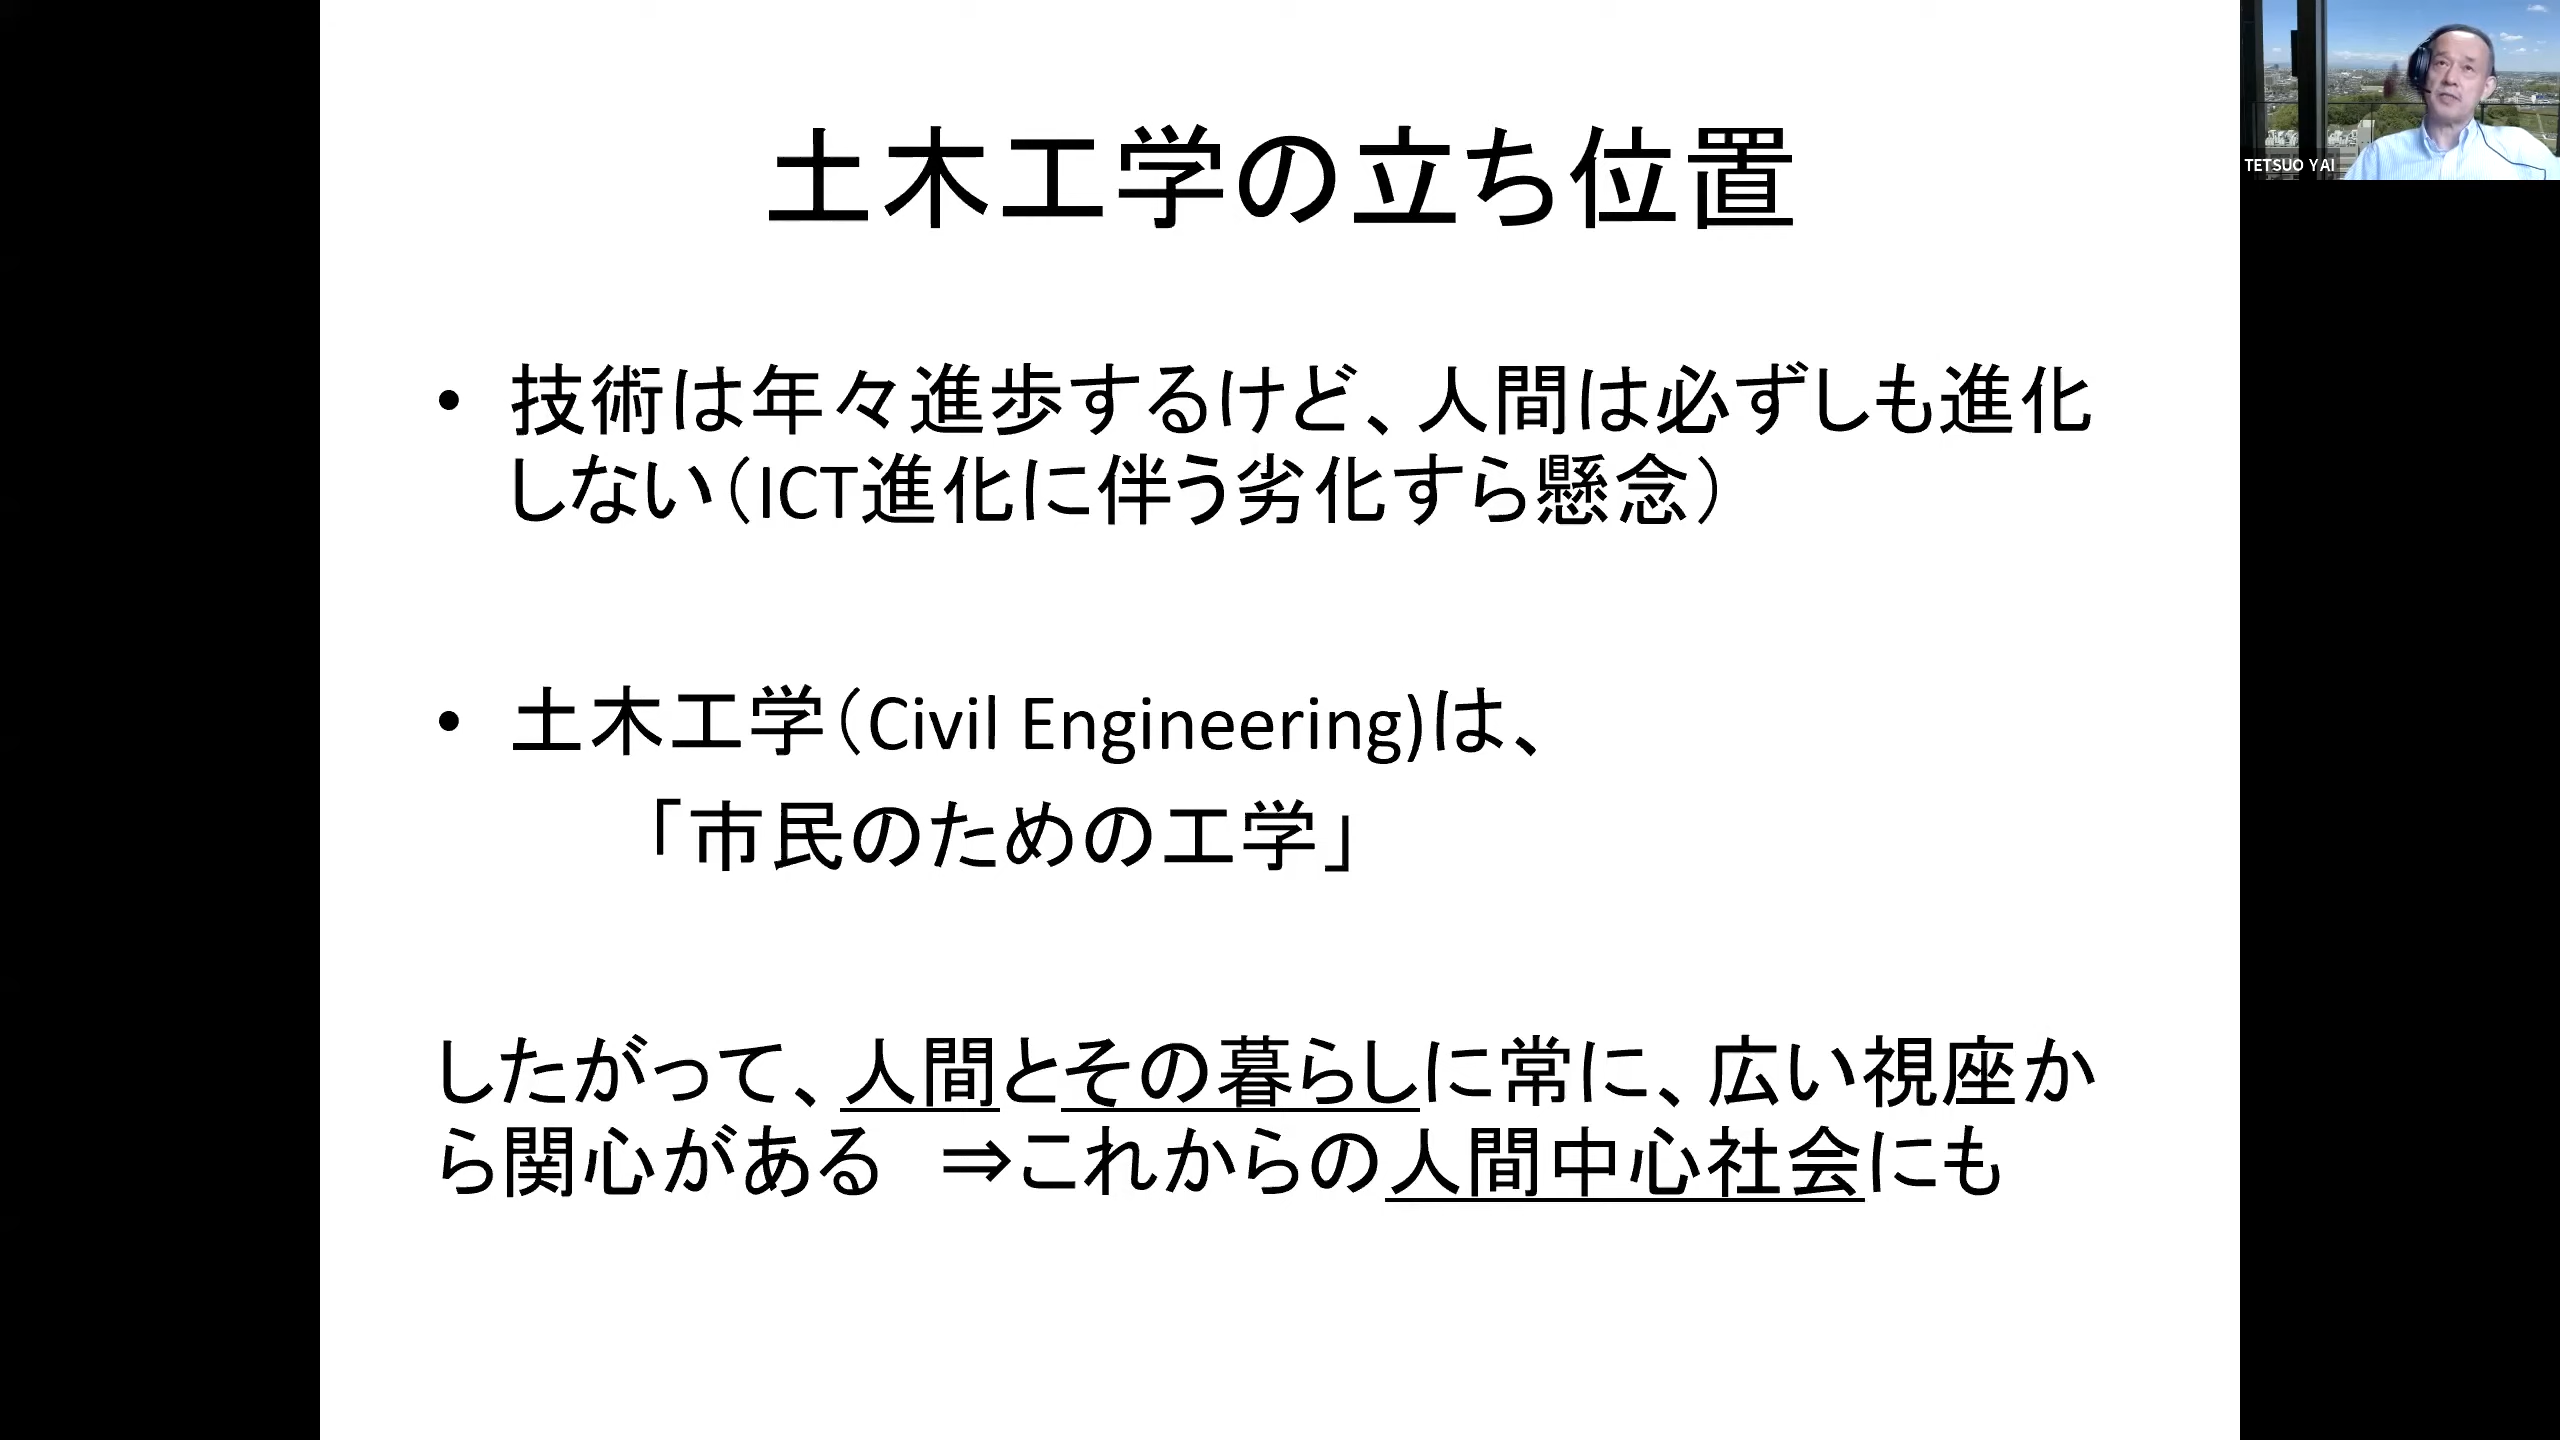 土木工学の立ち位置
TETSUO YAI
• 技術は年々進歩するけど、人間は必ずしも進化
しない（ICT進化に伴う劣化すら懸念）
• 土木工学（Civil Engineering)は、
「市民のための工学」
したがって、人間とその暮らしに常に、広い視座か
ら関心がある　⇒これからの人間中心社会にも